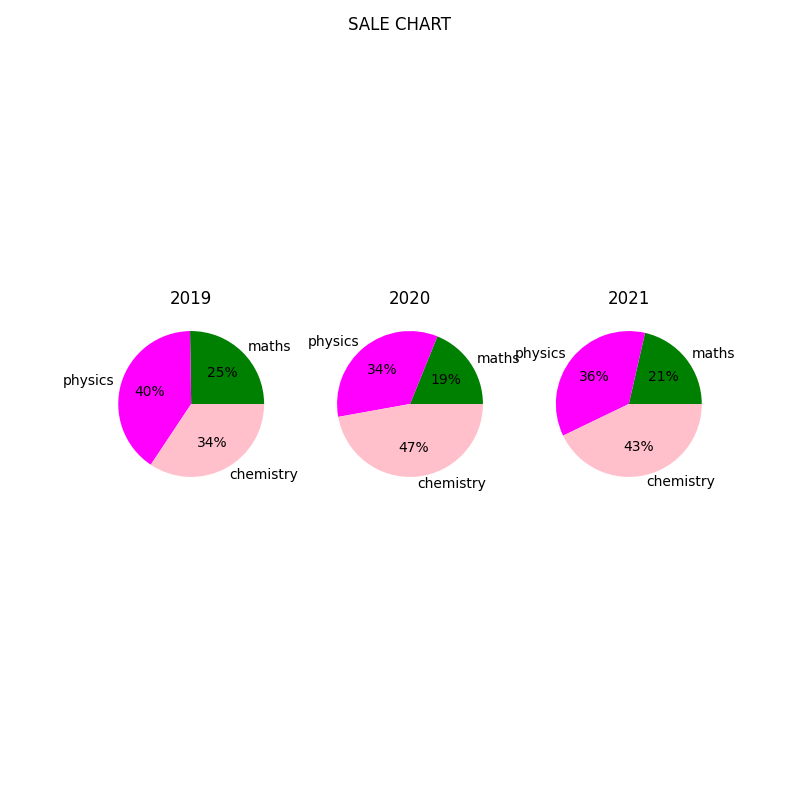 SALE CHART
2019
maths
physics
chemistry
25%
40%
34%
2020
maths
physics
chemistry
19%
34%
47%
2021
maths
physics
chemistry
21%
36%
43%